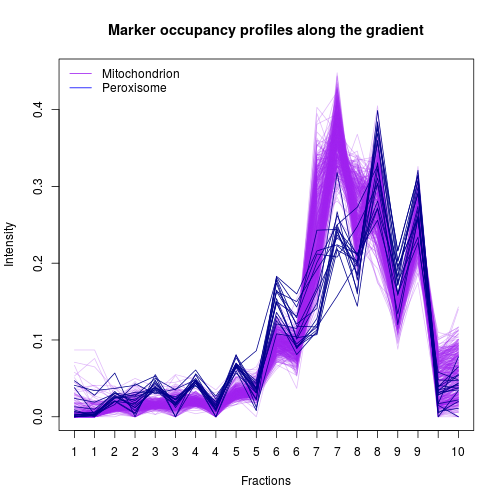 Marker occupancy profiles along the gradient
Mitochondrion
Peroxisome
Intensity
0.4
0.3
0.2
0.1
0.0
1 1 2 2 3 3 4 4 5 5 6 6 7 7 8 8 9 9 10
Fractions